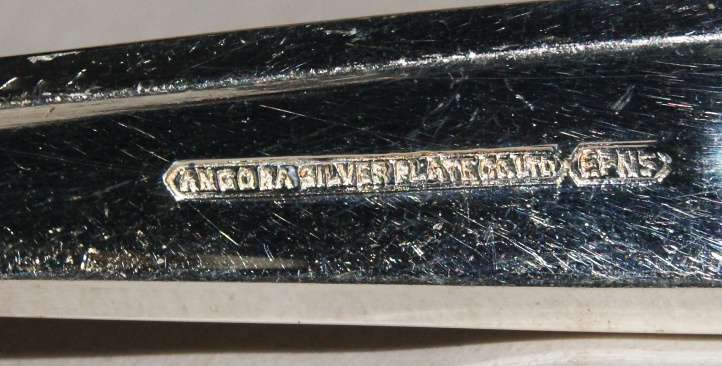 ANGORA SILVER PLATE CO LTD EPNS